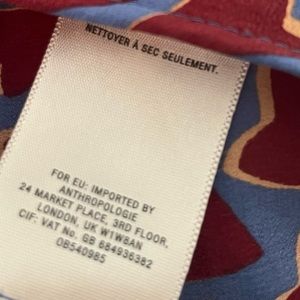 NETTOYER À SEC SEULEMENT.
FOR EU: IMPORTED BY
ANTHROPOLOGIE
24 MARKET PLACE, 3RD FLOOR,
LONDON, UK W1W8AN
CIF: VAT No. GB 684936382
OB540985